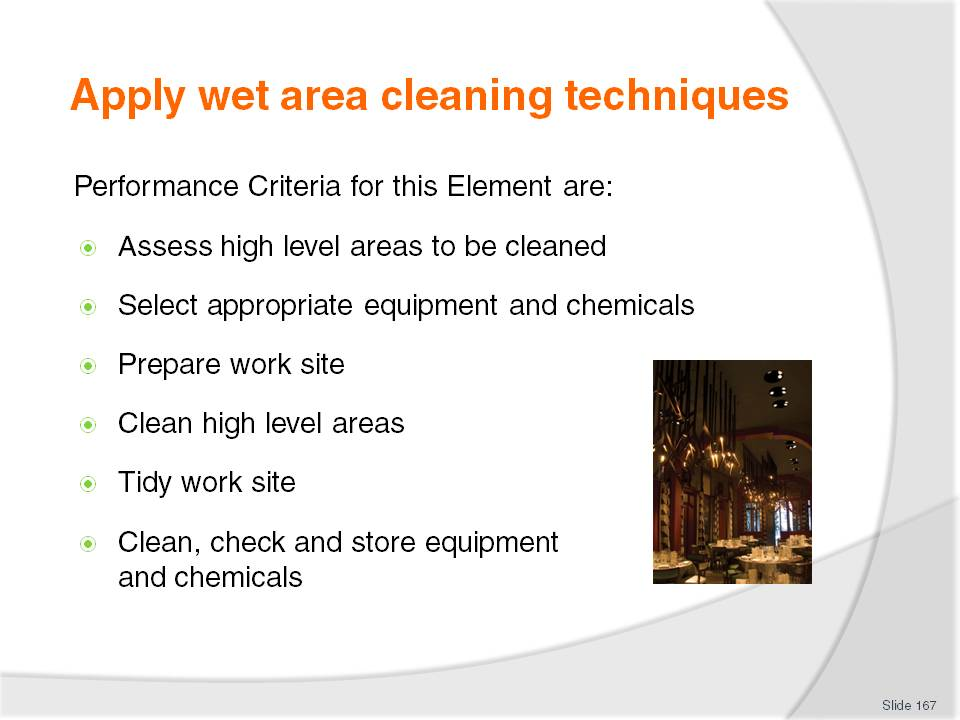 Apply wet area cleaning techniques
Performance Criteria for this Element are:
Assess high level areas to be cleaned
Select appropriate equipment and chemicals
Prepare work site
Clean high level areas
Tidy work site
Clean, check and store equipment
and chemicals
Slide 167